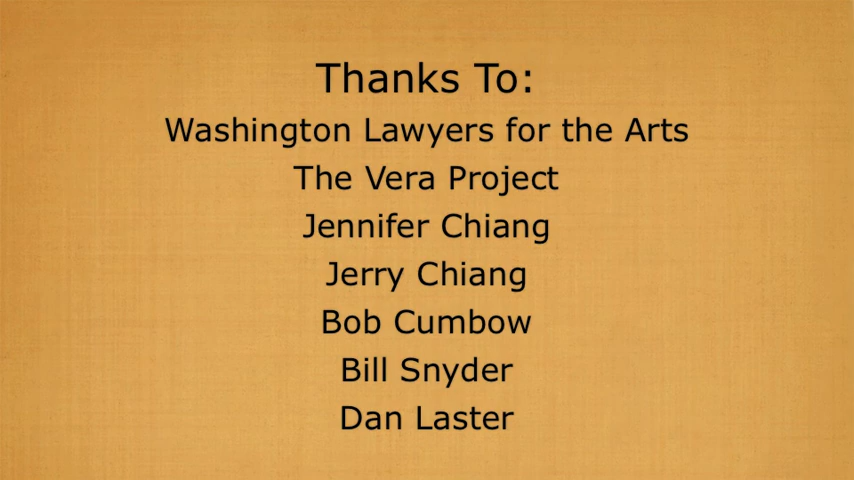 Thanks To:
Washington Lawyers for the Arts
The Vera Project
Jennifer Chiang
Jerry Chiang
Bob Cumbow
Bill Snyder
Dan Laster